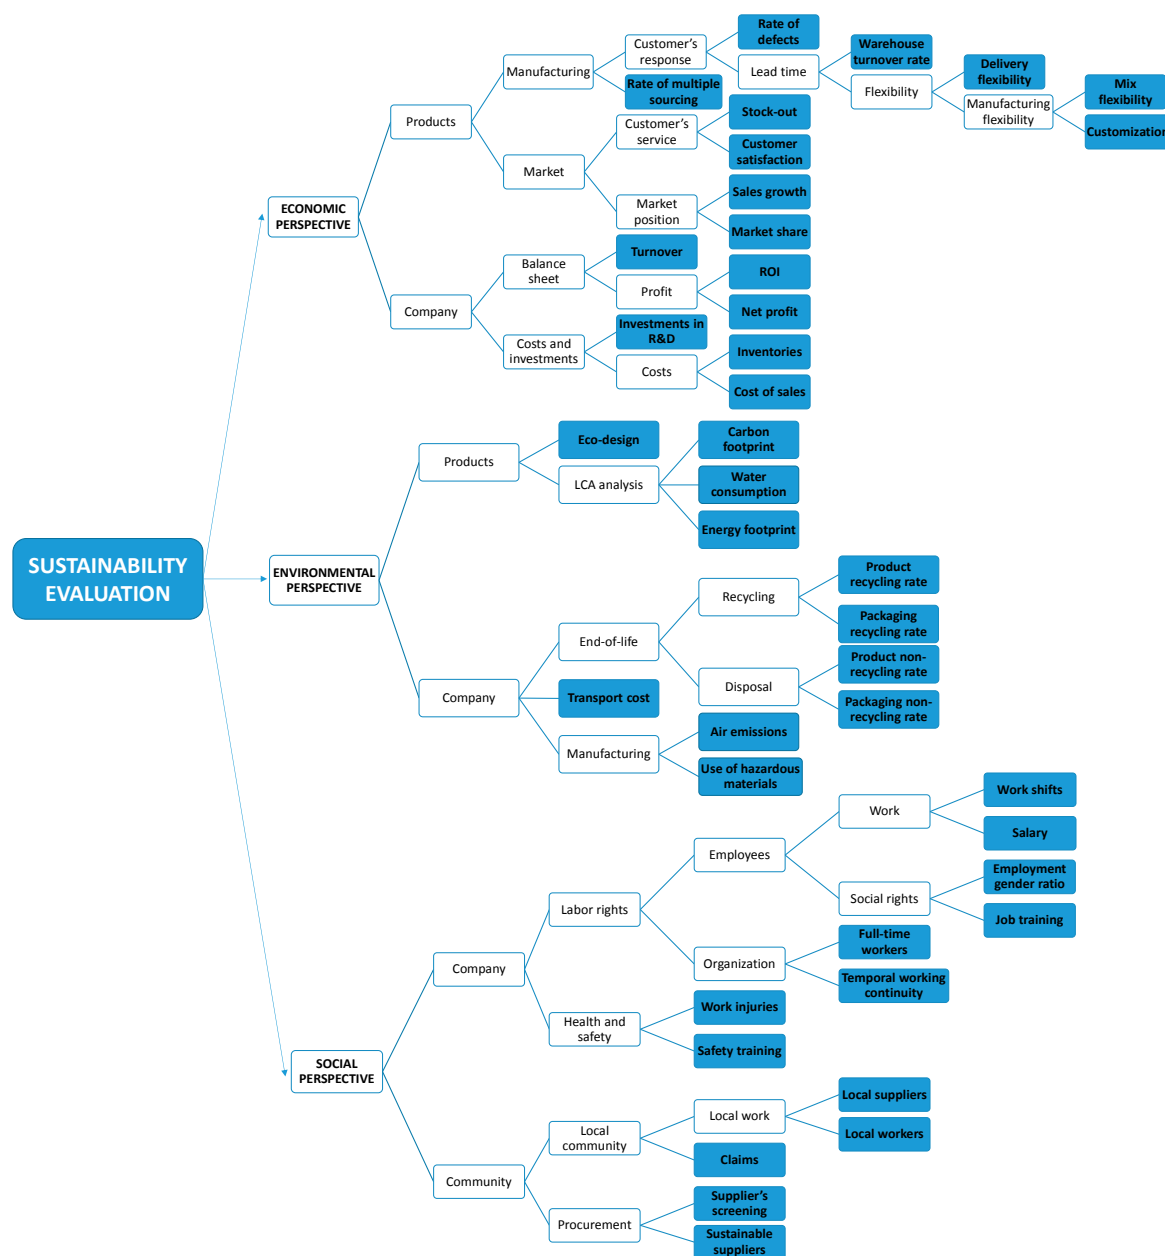 Rate of
defects
Customer's
response
Warehouse
turnover rate
Manufacturing
Lead time
Delivery
flexibility
Rate of multiple
sourcing
Flexibility
Mix
flexibility
Manufacturing
flexibility
Products
Customer's
service
Stock-out
Customization
Customer
satisfaction
Market
Sales growth
Market
position
ECONOMIC
PERSPECTIVE
Market share
Turnover
Balance
sheet
ROI
Profit
Company
Net profit
Investments in
R&D
Costs and
investments
Inventories
Costs
Cost of sales
Eco-design
Carbon
footprint
Products
LCA analysis
Water
consumption
Energy footprint
SUSTAINABILITY
EVALUATION
ENVIRONMENTAL
PERSPECTIVE
Product
recycling rate
Recycling
Packaging
recycling rate
End-of-life
Product non-
recycling rate
Disposal
Company
Transport cost
Packaging non-
recycling rate
Air emissions
Manufacturing
Use of hazardous
materials
Work shifts
Work
Salary
Employees
Employment
gender ratio
Social rights
Labor rights
Job training
Full-time
workers
Company
Organization
Temporal working
continuity
Work injuries
Health and
safety
Safety training
SOCIAL
PERSPECTIVE
Local suppliers
Local work
Local
community
Local workers
Claims
Community
Supplier's
screening
Procurement
Sustainable
suppliers